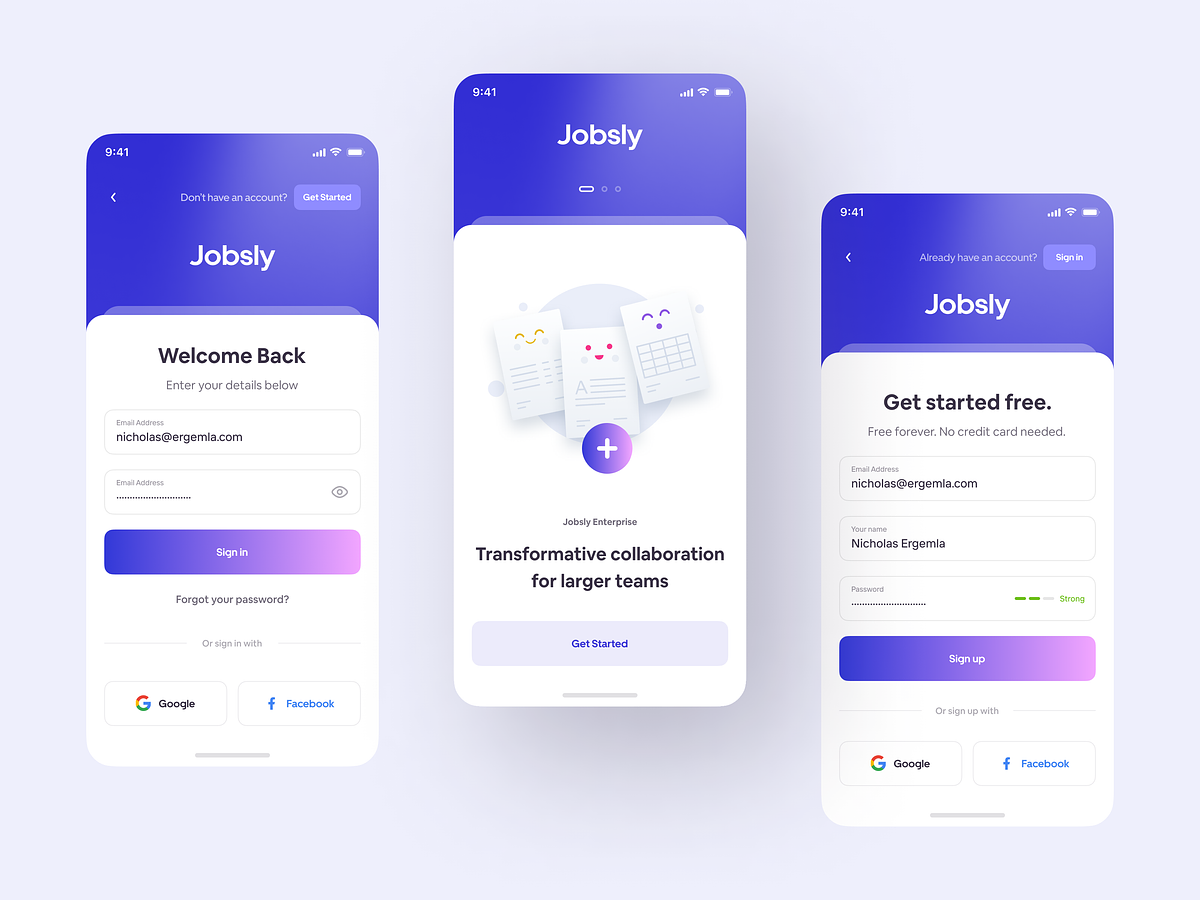 9:41
Don't have an account?
Get Started
Jobsly
Welcome Back
Enter your details below
Email Address
nicholas@ergemla.com
Email Address
Sign in
Forgot your password?
Or sign in with
Google
Facebook
9:41
Jobsly
A
Jobsly Enterprise
Transformative collaboration
for larger teams
Get Started
9:41
Already have an account?
Sign in
Jobsly
Get started free.
Free forever. No credit card needed.
Email Address
nicholas@ergemla.com
Your name
Nicholas Ergemla
Password
Strong
Sign up
Or sign up with
Google
Facebook